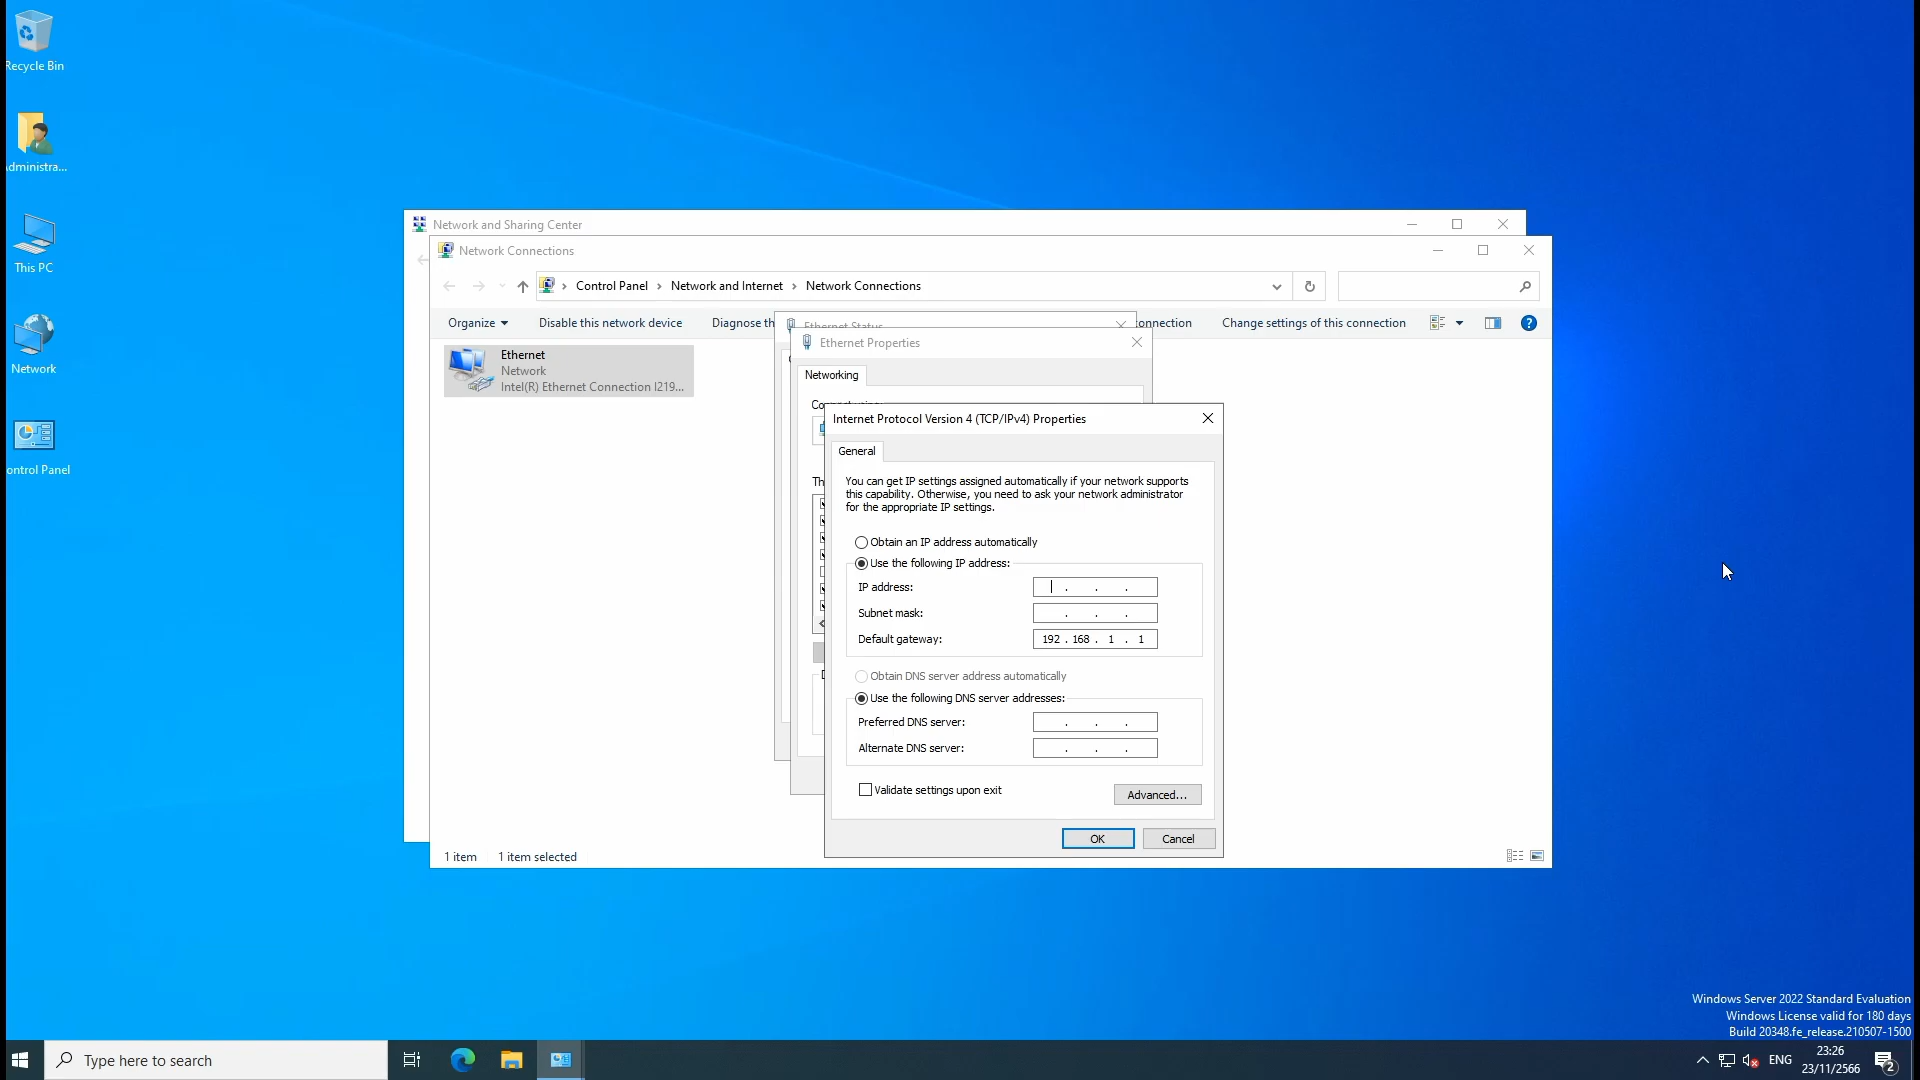 Recycle Bin
Administra...
This PC
Network
ontrol Panel
Network and Sharing Center
Network Connections
Control Panel > Network and Internet > Network Connections
Organize
Disable this network device
Diagnose th
onnection
Change settings of this connection
Ethernet
Network
Intel(R) Ethernet Connection I219...
Ethernet Status
Ethernet Properties
Networking
Internet Protocol Version 4 (TCP/IPv4) Properties
General
You can get IP settings assigned automatically if your network supports
this capability. Otherwise, you need to ask your network administrator
for the appropriate IP settings.
Obtain an IP address automatically
Use the following IP address:
IP address: . . .
Subnet mask: . . .
Default gateway: 192 . 168 . 1 . 1
Obtain DNS server address automatically
Use the following DNS server addresses:
Preferred DNS server: . . .
Alternate DNS server: . . .
Validate settings upon exit
Advanced...
OK
Cancel
1 item
1 item selected
Windows Server 2022 Standard Evaluation
Windows License valid for 180 days
Build 20348.fe_release.210507-1500
Type here to search
ENG
23:26
23/11/2566
2